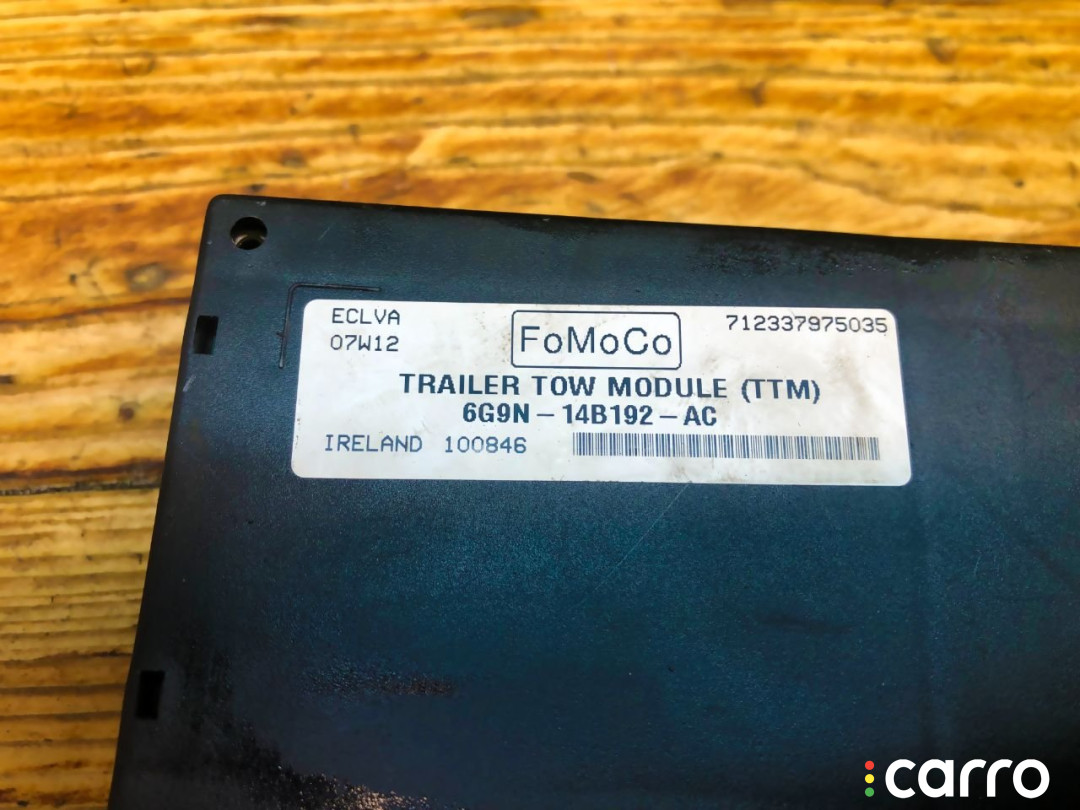 ECLVA
07W12
FoMoCo
712337975035
TRAILER TOW MODULE (TTM)
6G9N – 14B192 – AC
IRELAND 100846
carro